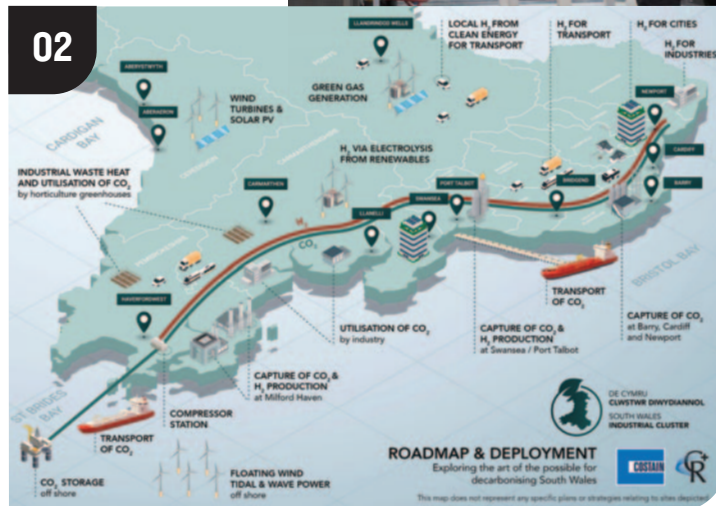 02
LLANDRINDOD WELLS
LOCAL H₂ FROM
CLEAN ENERGY
FOR TRANSPORT
H₂ FOR
TRANSPORT
H₂ FOR CITIES
H₂ FOR
INDUSTRIES
ABERYSTWYTH
ABERAERON
WIND
TURBINES &
SOLAR PV
GREEN GAS
GENERATION
NEWPORT
CARDIGAN
BAY
H₂ VIA ELECTROLYSIS
FROM RENEWABLES
CARDIFF
INDUSTRIAL WASTE HEAT
AND UTILISATION OF CO₂
by horticulture greenhouses
CARMARTHEN
PORT TALBOT
BRIDGEND
BARRY
SWANSEA
LLANELLI
H₂
CO₂
PEMBROKESHIRE
BRISTOL BAY
HAVERFORDWEST
TRANSPORT
OF CO₂
UTILISATION OF CO₂
by industry
CAPTURE OF CO₂ &
H₂ PRODUCTION
at Swansea / Port Talbot
CAPTURE OF CO₂
at Barry, Cardiff
and Newport
CAPTURE OF CO₂ &
H₂ PRODUCTION
at Milford Haven
ST BRIDES
BAY
COMPRESSOR
STATION
TRANSPORT
OF CO₂
DE CYMRU
CLWSTWR DIWYDIANNOL
SOUTH WALES
INDUSTRIAL CLUSTER
CO₂ STORAGE
off shore
FLOATING WIND
TIDAL & WAVE POWER
off shore
ROADMAP & DEPLOYMENT
Exploring the art of the possible for
decarbonising South Wales
COSTAIN
CR+
This map does not represent any specific plans or strategies relating to sites depicted